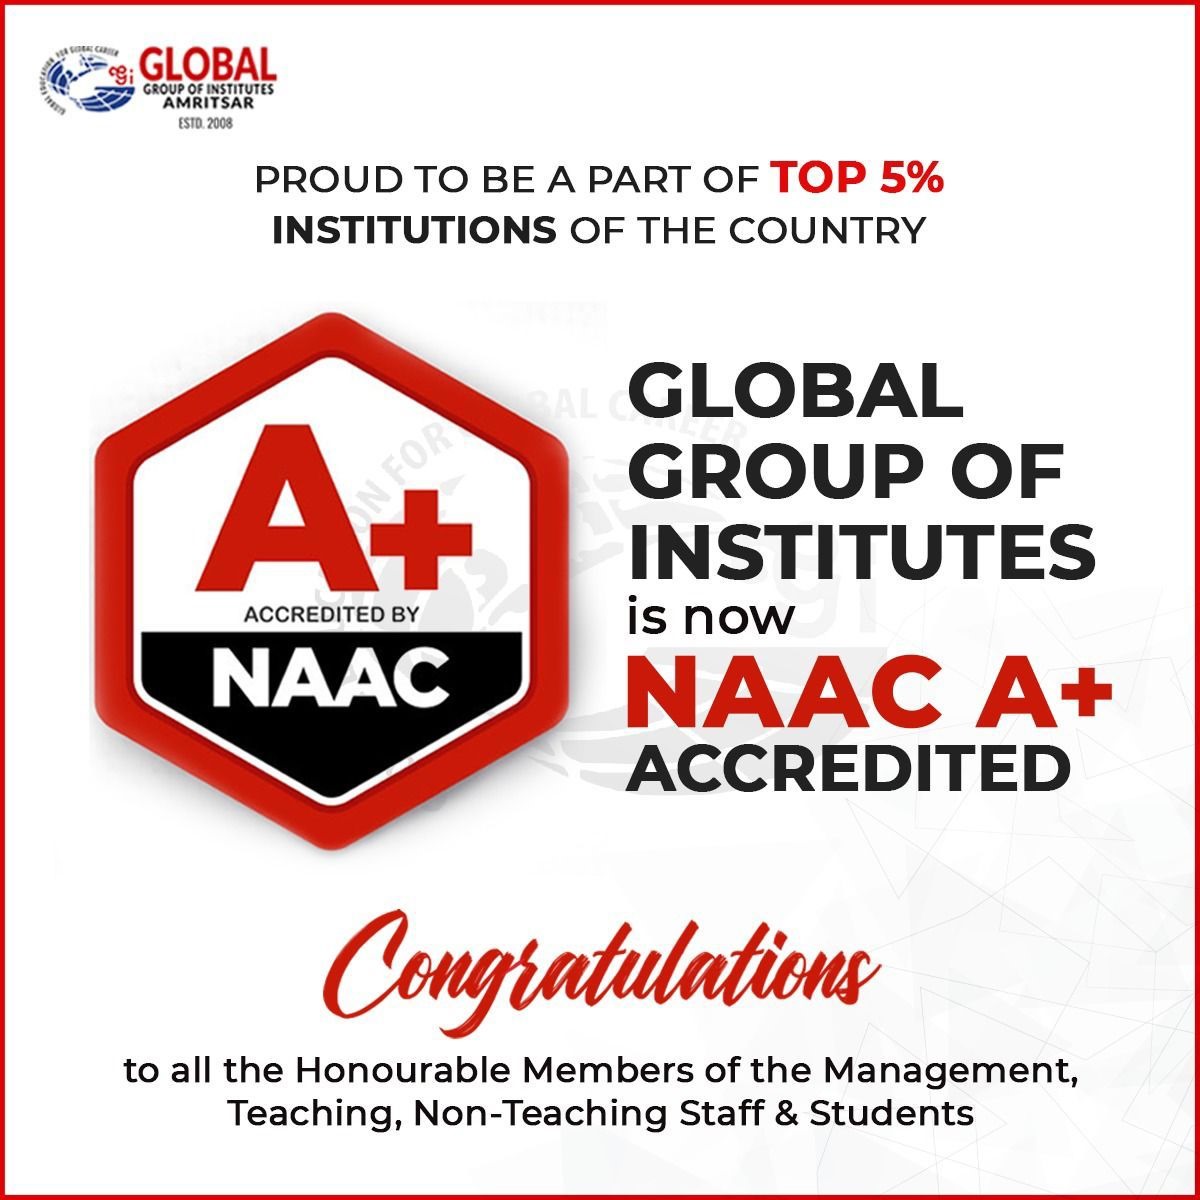 EDUCATION FOR GLOBAL CAREER
ggi
GLOBAL
GROUP OF INSTITUTES
AMRITSAR
ESTD. 2008
PROUD TO BE A PART OF TOP 5%
INSTITUTIONS OF THE COUNTRY
A+
ACCREDITED BY
NAAC
GLOBAL
GROUP OF
INSTITUTES
is now
NAAC A+
ACCREDITED
Congratulations
to all the Honourable Members of the Management,
Teaching, Non-Teaching Staff & Students